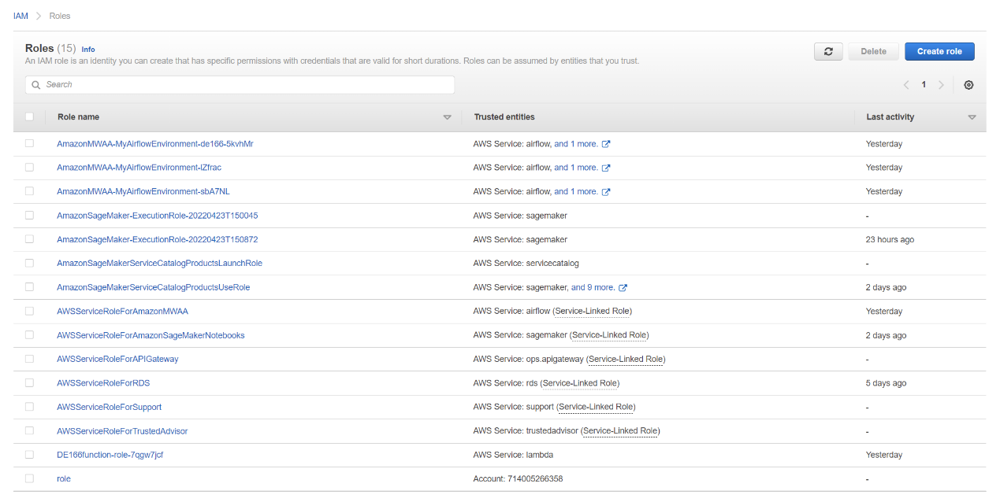 IAM > Roles
Roles (15) Info
An IAM role is an identity you can create that has specific permissions with credentials that are valid for short durations. Roles can be assumed by entities that you trust.
Delete
Create role
Search
1
Role name Trusted entities Last activity
AmazonMWAA-MyAirflowEnvironment-de166-5kvhMr AWS Service: airflow, and 1 more. Yesterday
AmazonMWAA-MyAirflowEnvironment-lZfrac AWS Service: airflow, and 1 more. Yesterday
AmazonMWAA-MyAirflowEnvironment-sbA7NL AWS Service: airflow, and 1 more. Yesterday
AmazonSageMaker-ExecutionRole-20220423T150045 AWS Service: sagemaker -
AmazonSageMaker-ExecutionRole-20220423T150872 AWS Service: sagemaker 23 hours ago
AmazonSageMakerServiceCatalogProductsLaunchRole AWS Service: servicecatalog -
AmazonSageMakerServiceCatalogProductsUseRole AWS Service: sagemaker, and 9 more. 2 days ago
AWSServiceRoleForAmazonMWAA AWS Service: airflow (Service-Linked Role) Yesterday
AWSServiceRoleForAmazonSageMakerNotebooks AWS Service: sagemaker (Service-Linked Role) 2 days ago
AWSServiceRoleForAPIGateway AWS Service: ops.apigateway (Service-Linked Role) -
AWSServiceRoleForRDS AWS Service: rds (Service-Linked Role) 5 days ago
AWSServiceRoleForSupport AWS Service: support (Service-Linked Role) -
AWSServiceRoleForTrustedAdvisor AWS Service: trustedadvisor (Service-Linked Role) -
DE166function-role-7qgw7jcf AWS Service: lambda Yesterday
role Account: 714005266358 -